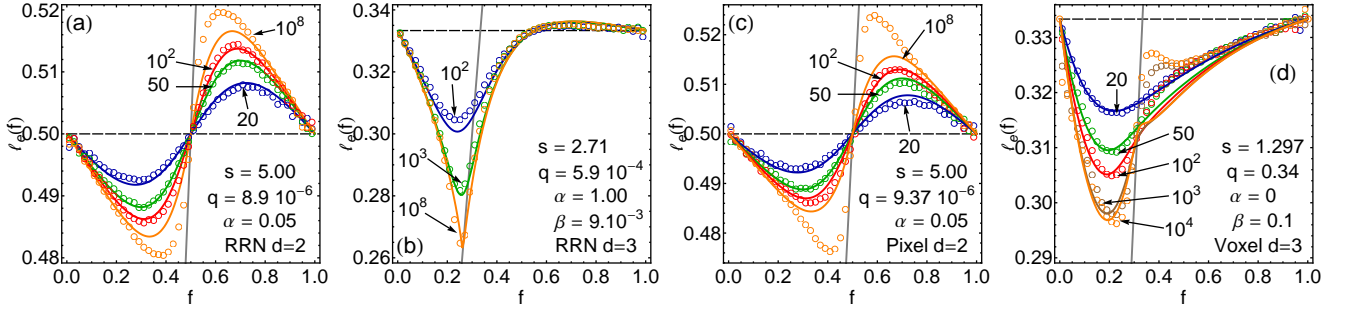 (a)
0.52
0.51
0.50
0.49
0.48
ℓe(f)
10^8
10^2
50
20
s = 5.00
q = 8.9 10^-6
α = 0.05
RRN d=2
0.0 0.2 0.4 0.6 0.8 1.0
f
0.34
0.32
0.30
0.28
0.26
10^2
10^3
10^8
s = 2.71
q = 5.9 10^-4
α = 1.00
β = 9.10^-3
(b)
RRN d=3
0.0 0.2 0.4 0.6 0.8 1.0
f
(c)
0.52
0.51
0.50
0.49
0.48
ℓe(f)
10^8
10^2
50
20
s = 5.00
q = 9.37 10^-6
α = 0.05
Pixel d=2
0.0 0.2 0.4 0.6 0.8 1.0
f
0.33
0.32
0.31
0.30
0.29
ℓe(f)
(d)
20
50
10^2
10^3
10^4
s = 1.297
q = 0.34
α = 0
β = 0.1
Voxel d=3
0.0 0.2 0.4 0.6 0.8 1.0
f